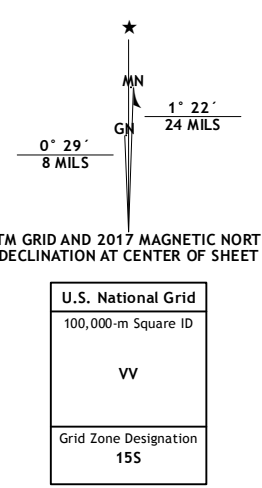 ★
MN
1° 22´
24 MILS
GN
0° 29´
8 MILS
TM GRID AND 2017 MAGNETIC NORT
DECLINATION AT CENTER OF SHEET
U.S. National Grid
100,000-m Square ID
VV
Grid Zone Designation
15S